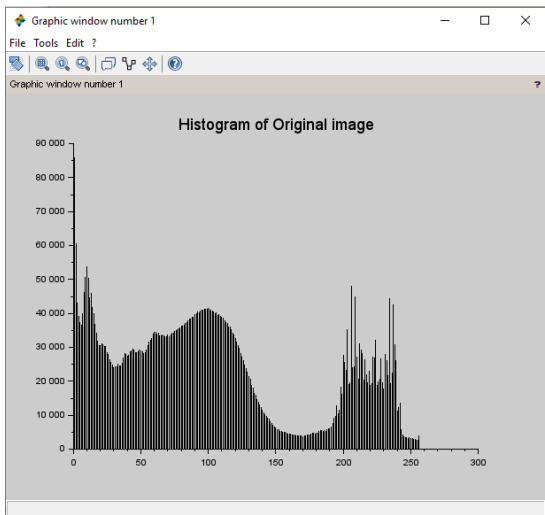 Graphic window number 1
File Tools Edit ?
Graphic window number 1 ?
Histogram of Original image
90 000
80 000
70 000
60 000
50 000
40 000
30 000
20 000
10 000
0
0 50 100 150 200 250 300